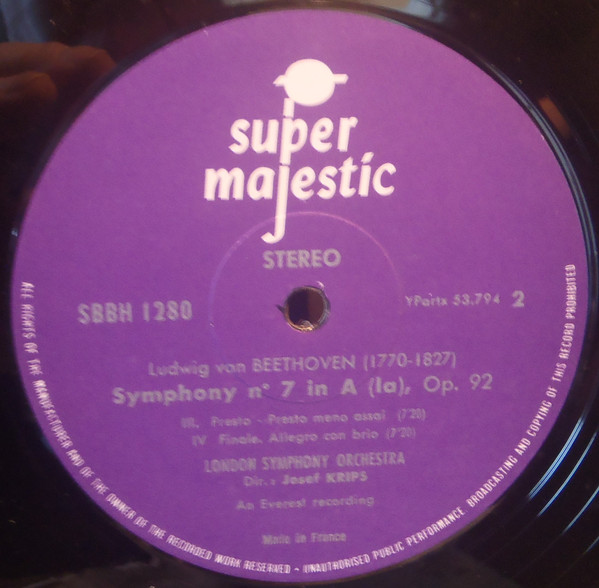 super
majestic
STEREO
SBBH 1280
YPartx 53.794 2
Ludwig van BEETHOVEN (1770-1827)
Symphony n° 7 in A (la), Op. 92
III. Presto - Presto meno assai (7'20)
IV Finale. Allegro con brio (7'20)
LONDON SYMPHONY ORCHESTRA
Dir. : Josef KRIPS
An Everest recording
Made in France
ALL RIGHTS OF THE MANUFACTURER AND OF THE OWNER OF THE RECORDED WORK RESERVED - UNAUTHORISED PUBLIC PERFORMANCE BROADCASTING AND COPYING OF THIS RECORD PROHIBITED